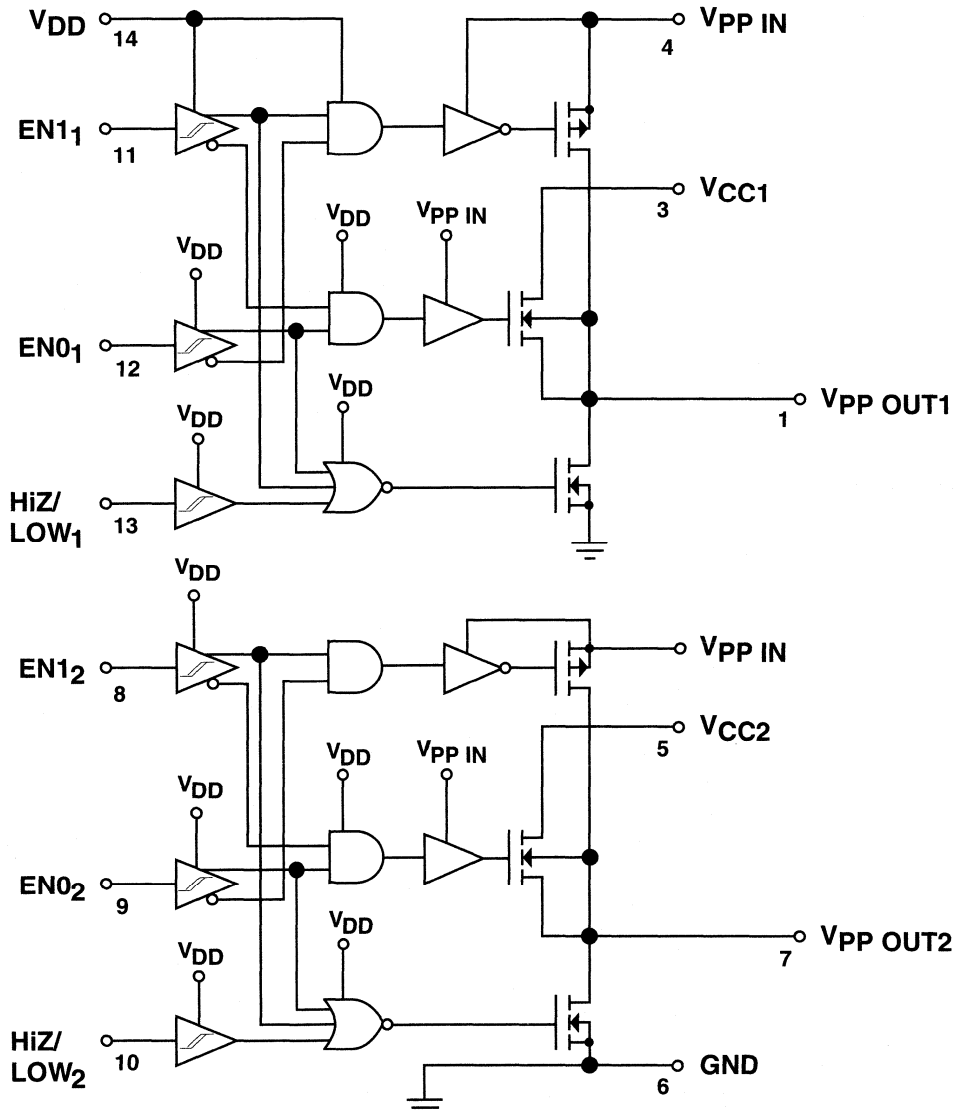 VDD
14
VPP IN
4
EN11
11
VCC1
3
VDD
VPP IN
VDD
EN01
12
VDD
VPP OUT1
1
VDD
HiZ/
LOW1
13
VDD
EN12
8
VPP IN
VCC2
5
VDD
VPP IN
VDD
EN02
9
VDD
VPP OUT2
7
VDD
HiZ/
LOW2
10
GND
6